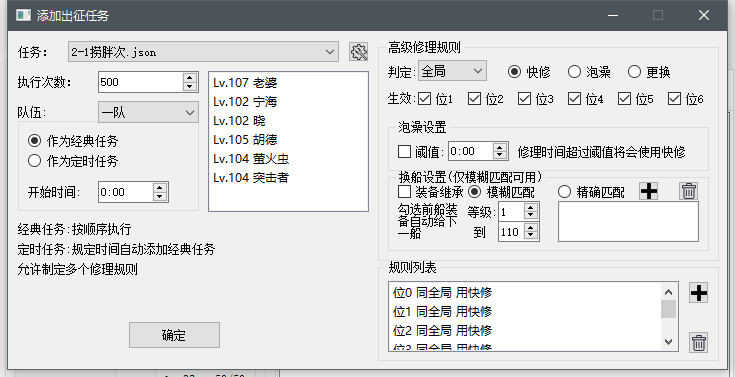 添加出征任务
任务: 2-1捞胖次.json
执行次数: 500
队伍: 一队
作为经典任务
作为定时任务
开始时间: 0:00
Lv.107 老婆
Lv.102 宁海
Lv.102 晓
Lv.105 胡德
Lv.104 萤火虫
Lv.104 突击者
经典任务:按顺序执行
定时任务:规定时间自动添加经典任务
允许制定多个修理规则
确定
高级修理规则
判定: 全局 快修 泡澡 更换
生效: 位1 位2 位3 位4 位5 位6
泡澡设置
阈值: 0:00 修理时间超过阈值将会使用快修
换船设置(仅模糊匹配可用)
装备继承 模糊匹配 精确匹配
勾选前船装
备自动给下
一船
等级: 1
到 110
规则列表
位0 同全局 用快修
位1 同全局 用快修
位2 同全局 用快修
位3 同全局 用快修